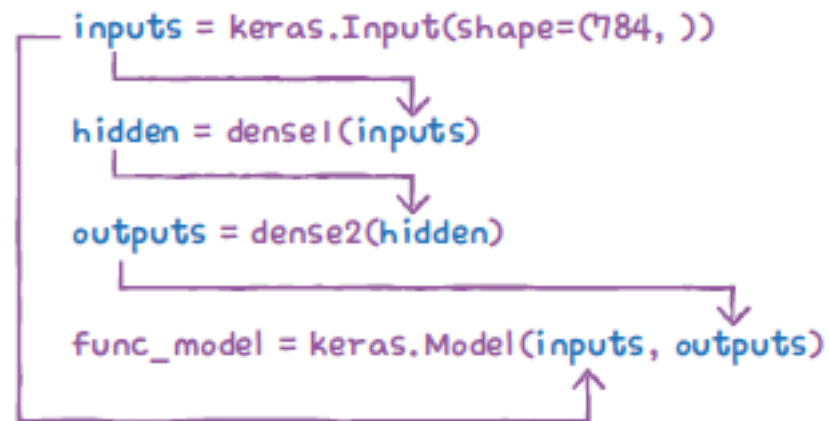 inputs = keras.Input(shape=(784, ))
hidden = dense1(inputs)
outputs = dense2(hidden)
func_model = keras.Model(inputs, outputs)